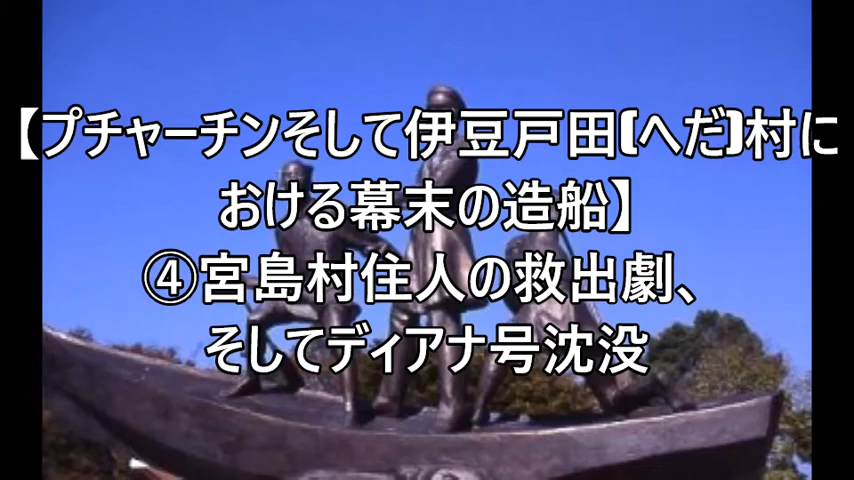 【プチャーチンそして伊豆戸田(へだ)村に
おける幕末の造船】
④宮島村住人の救出劇、
そしてディアナ号沈没